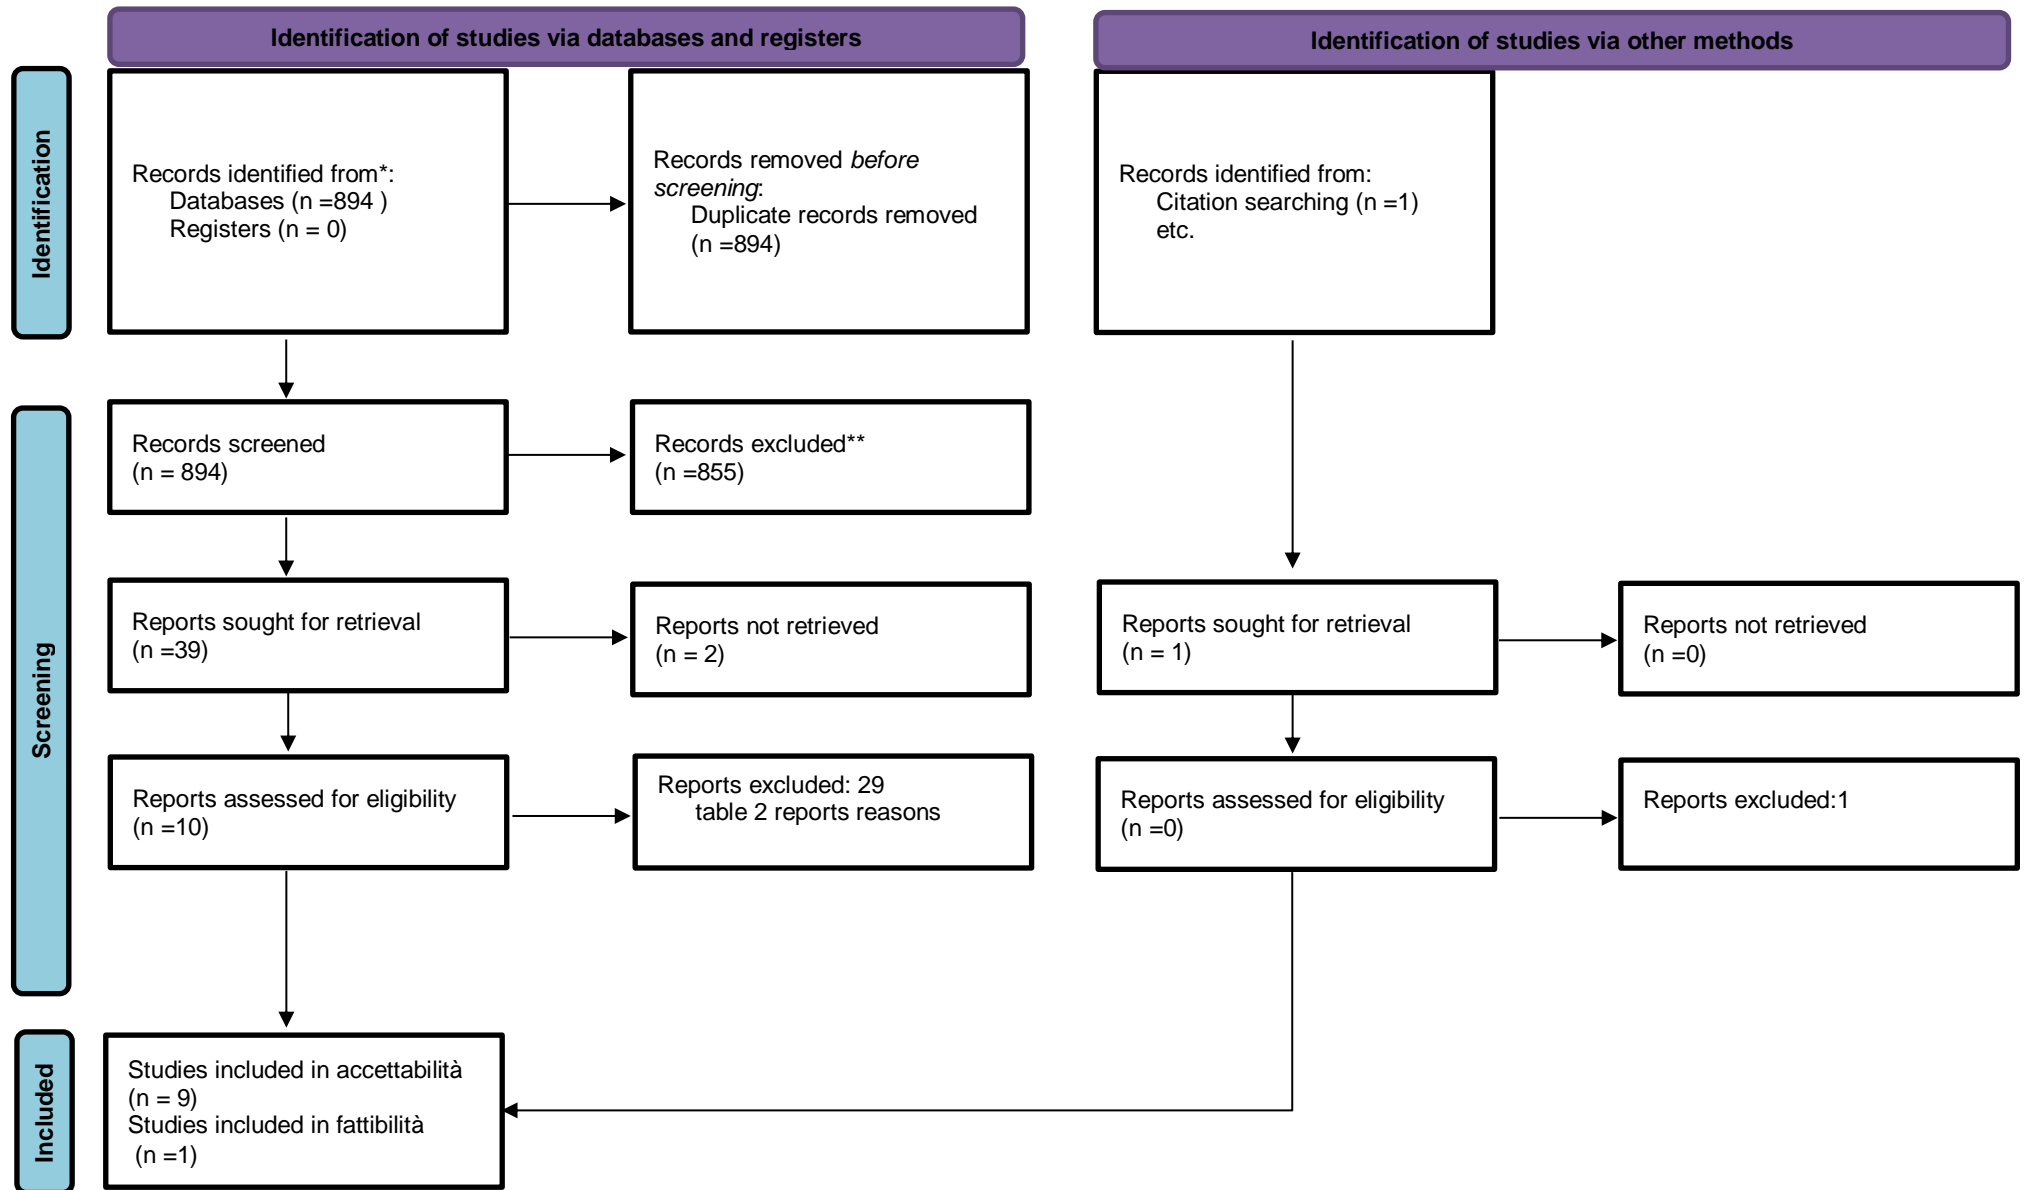 Identification of studies via databases and registers
Identification of studies via other methods
Identification
Records identified from*:
Databases (n =894 )
Registers (n = 0)
Records removed before
screening:
Duplicate records removed
(n =894)
Records identified from:
Citation searching (n =1)
etc.
Screening
Records screened
(n = 894)
Records excluded**
(n =855)
Reports sought for retrieval
(n =39)
Reports not retrieved
(n = 2)
Reports sought for retrieval
(n = 1)
Reports not retrieved
(n =0)
Reports assessed for eligibility
(n =10)
Reports excluded: 29
table 2 reports reasons
Reports assessed for eligibility
(n =0)
Reports excluded:1
Included
Studies included in accettabilità
(n = 9)
Studies included in fattibilità
(n =1)